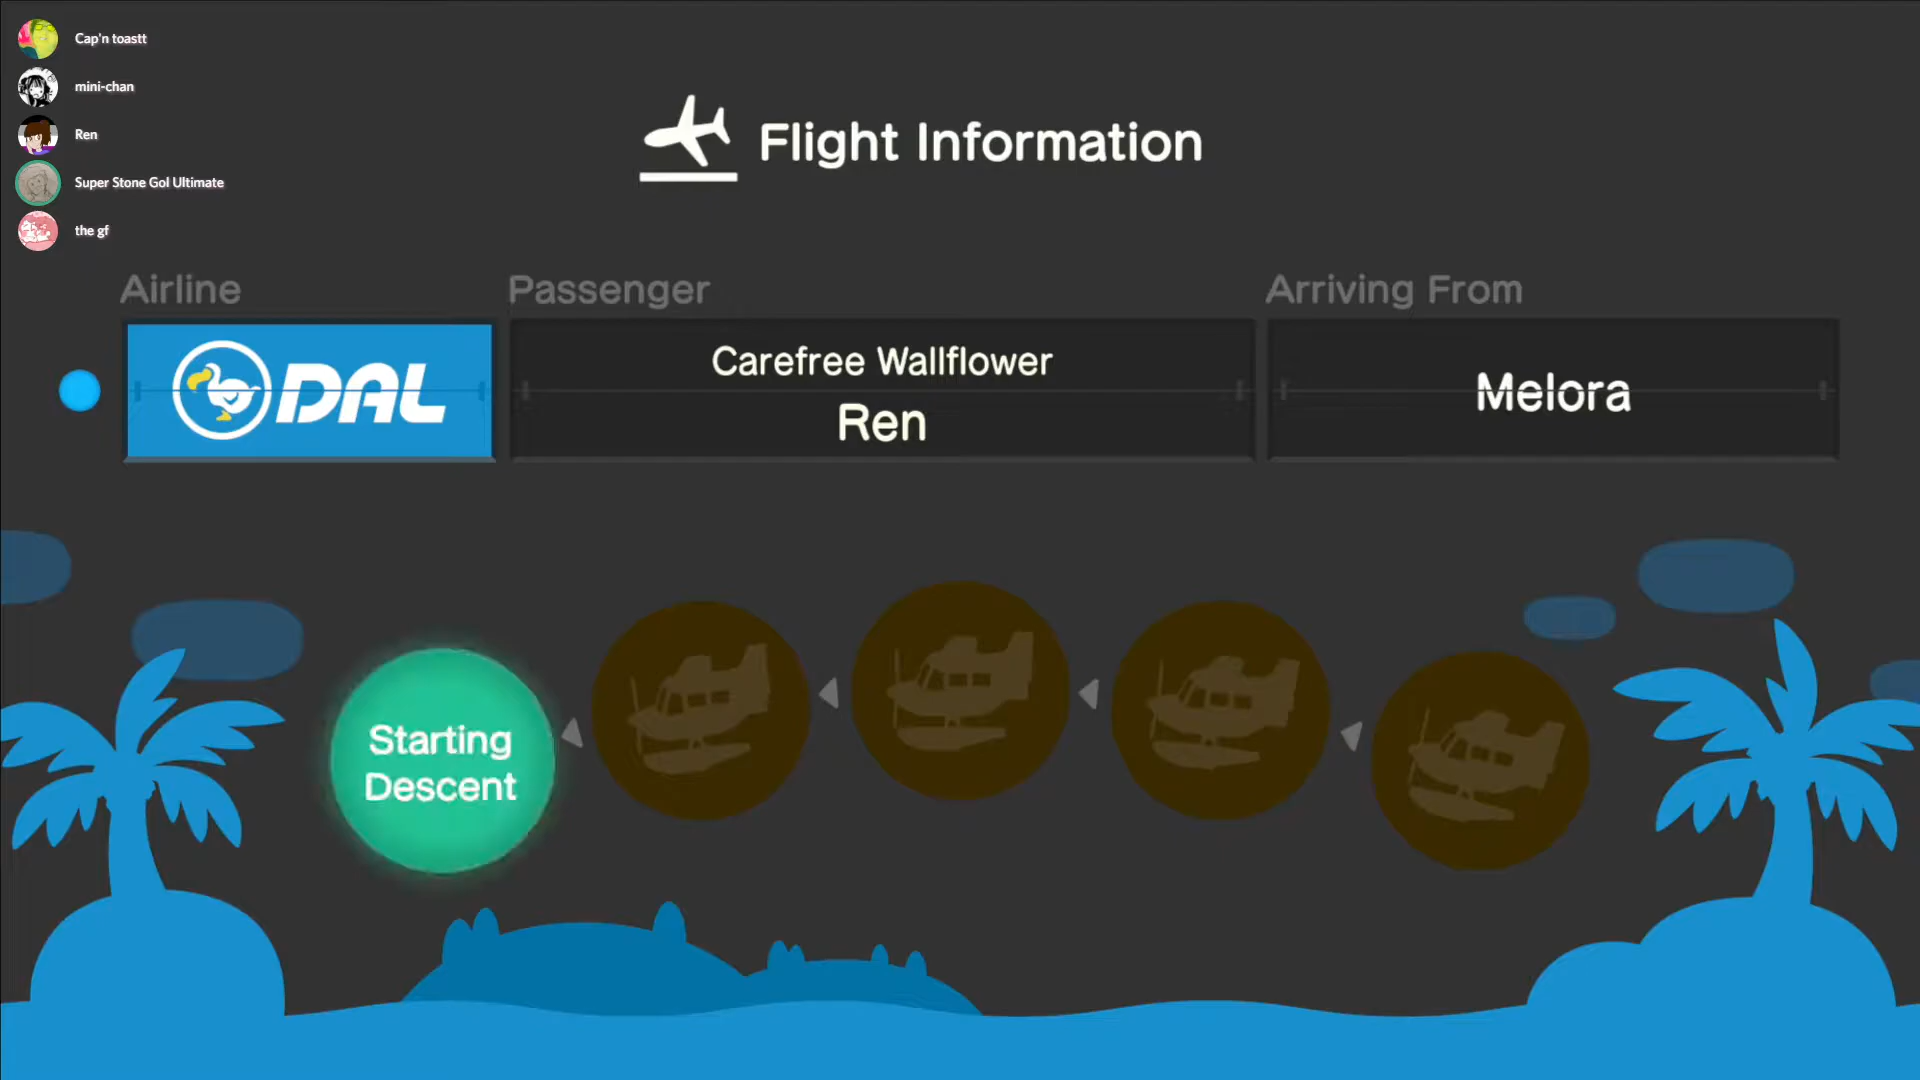 Cap'n toastt
mini-chan
Ren
Super Stone Gol Ultimate
the gf
Flight Information
Airline
Passenger
Arriving From
DAL
Carefree Wallflower
Ren
Melora
Starting
Descent